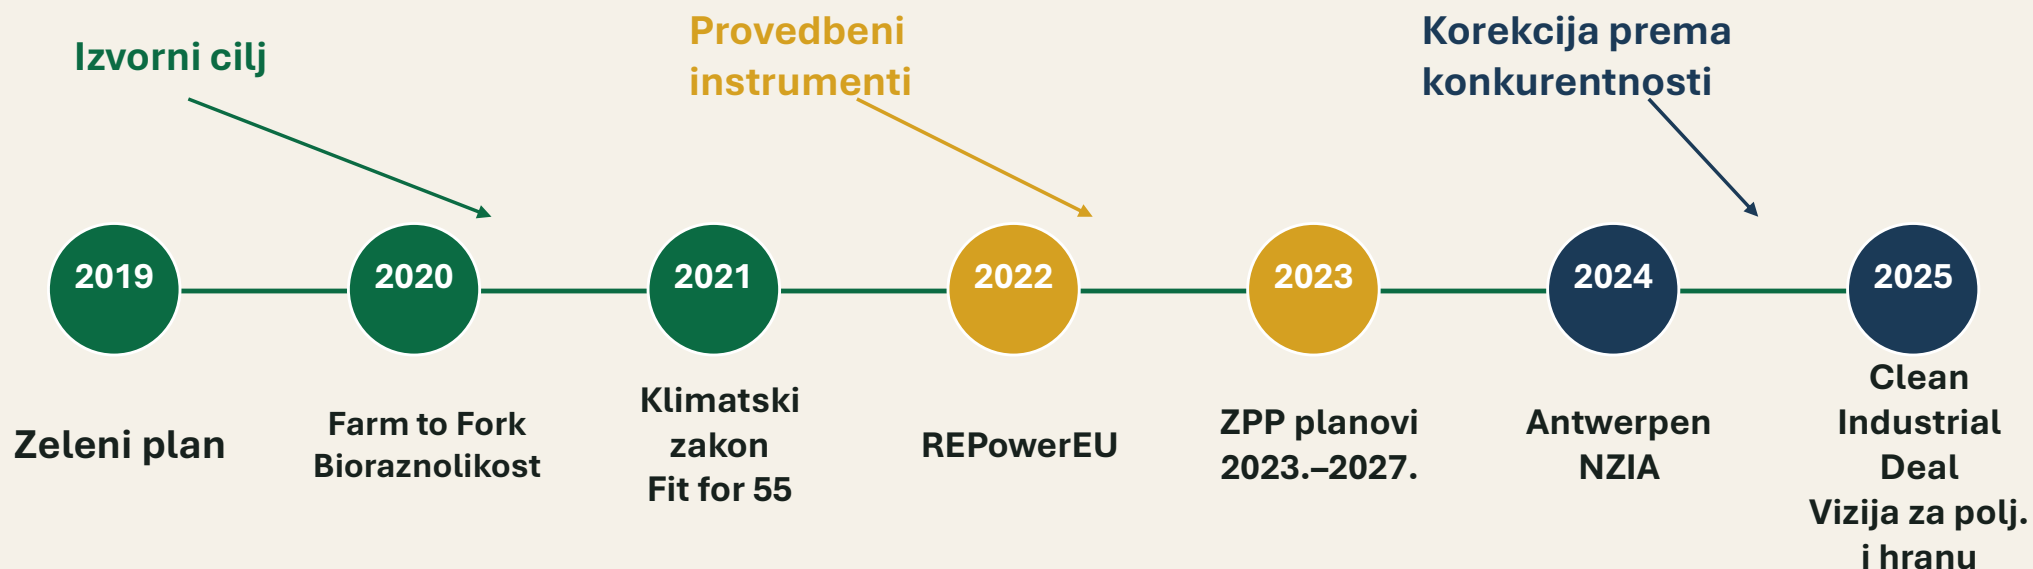 Izvorni cilj
Provedbeni
instrumenti
Korekcija prema
konkurentnosti
2019
2020
2021
2022
2023
2024
2025
Zeleni plan
Farm to Fork
Bioraznolikost
Klimatski
zakon
Fit for 55
REPowerEU
ZPP planovi
2023.–2027.
Antwerpen
NZIA
Clean
Industrial
Deal
Vizija za polj.
i hranu